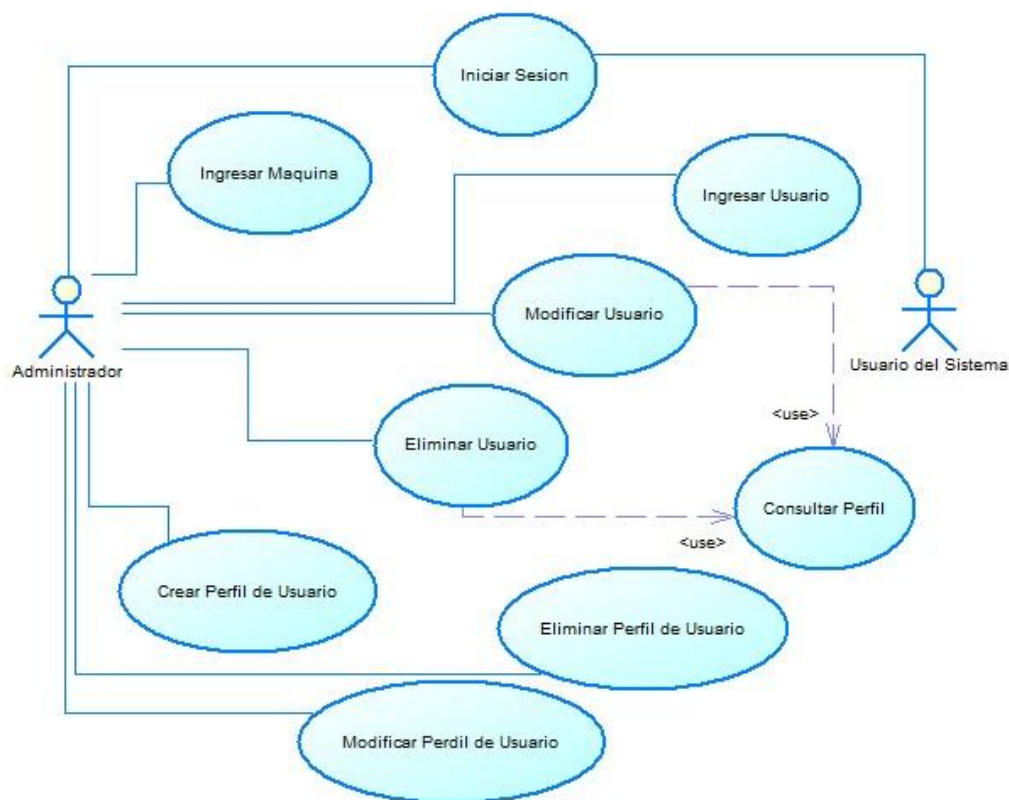 Iniciar Sesion
Ingresar Maquina
Ingresar Usuario
Modificar Usuario
Administrador
Usuario del Sistema
<use>
Eliminar Usuario
Consultar Perfil
<use>
Crear Perfil de Usuario
Eliminar Perfil de Usuario
Modificar Perdil de Usuario